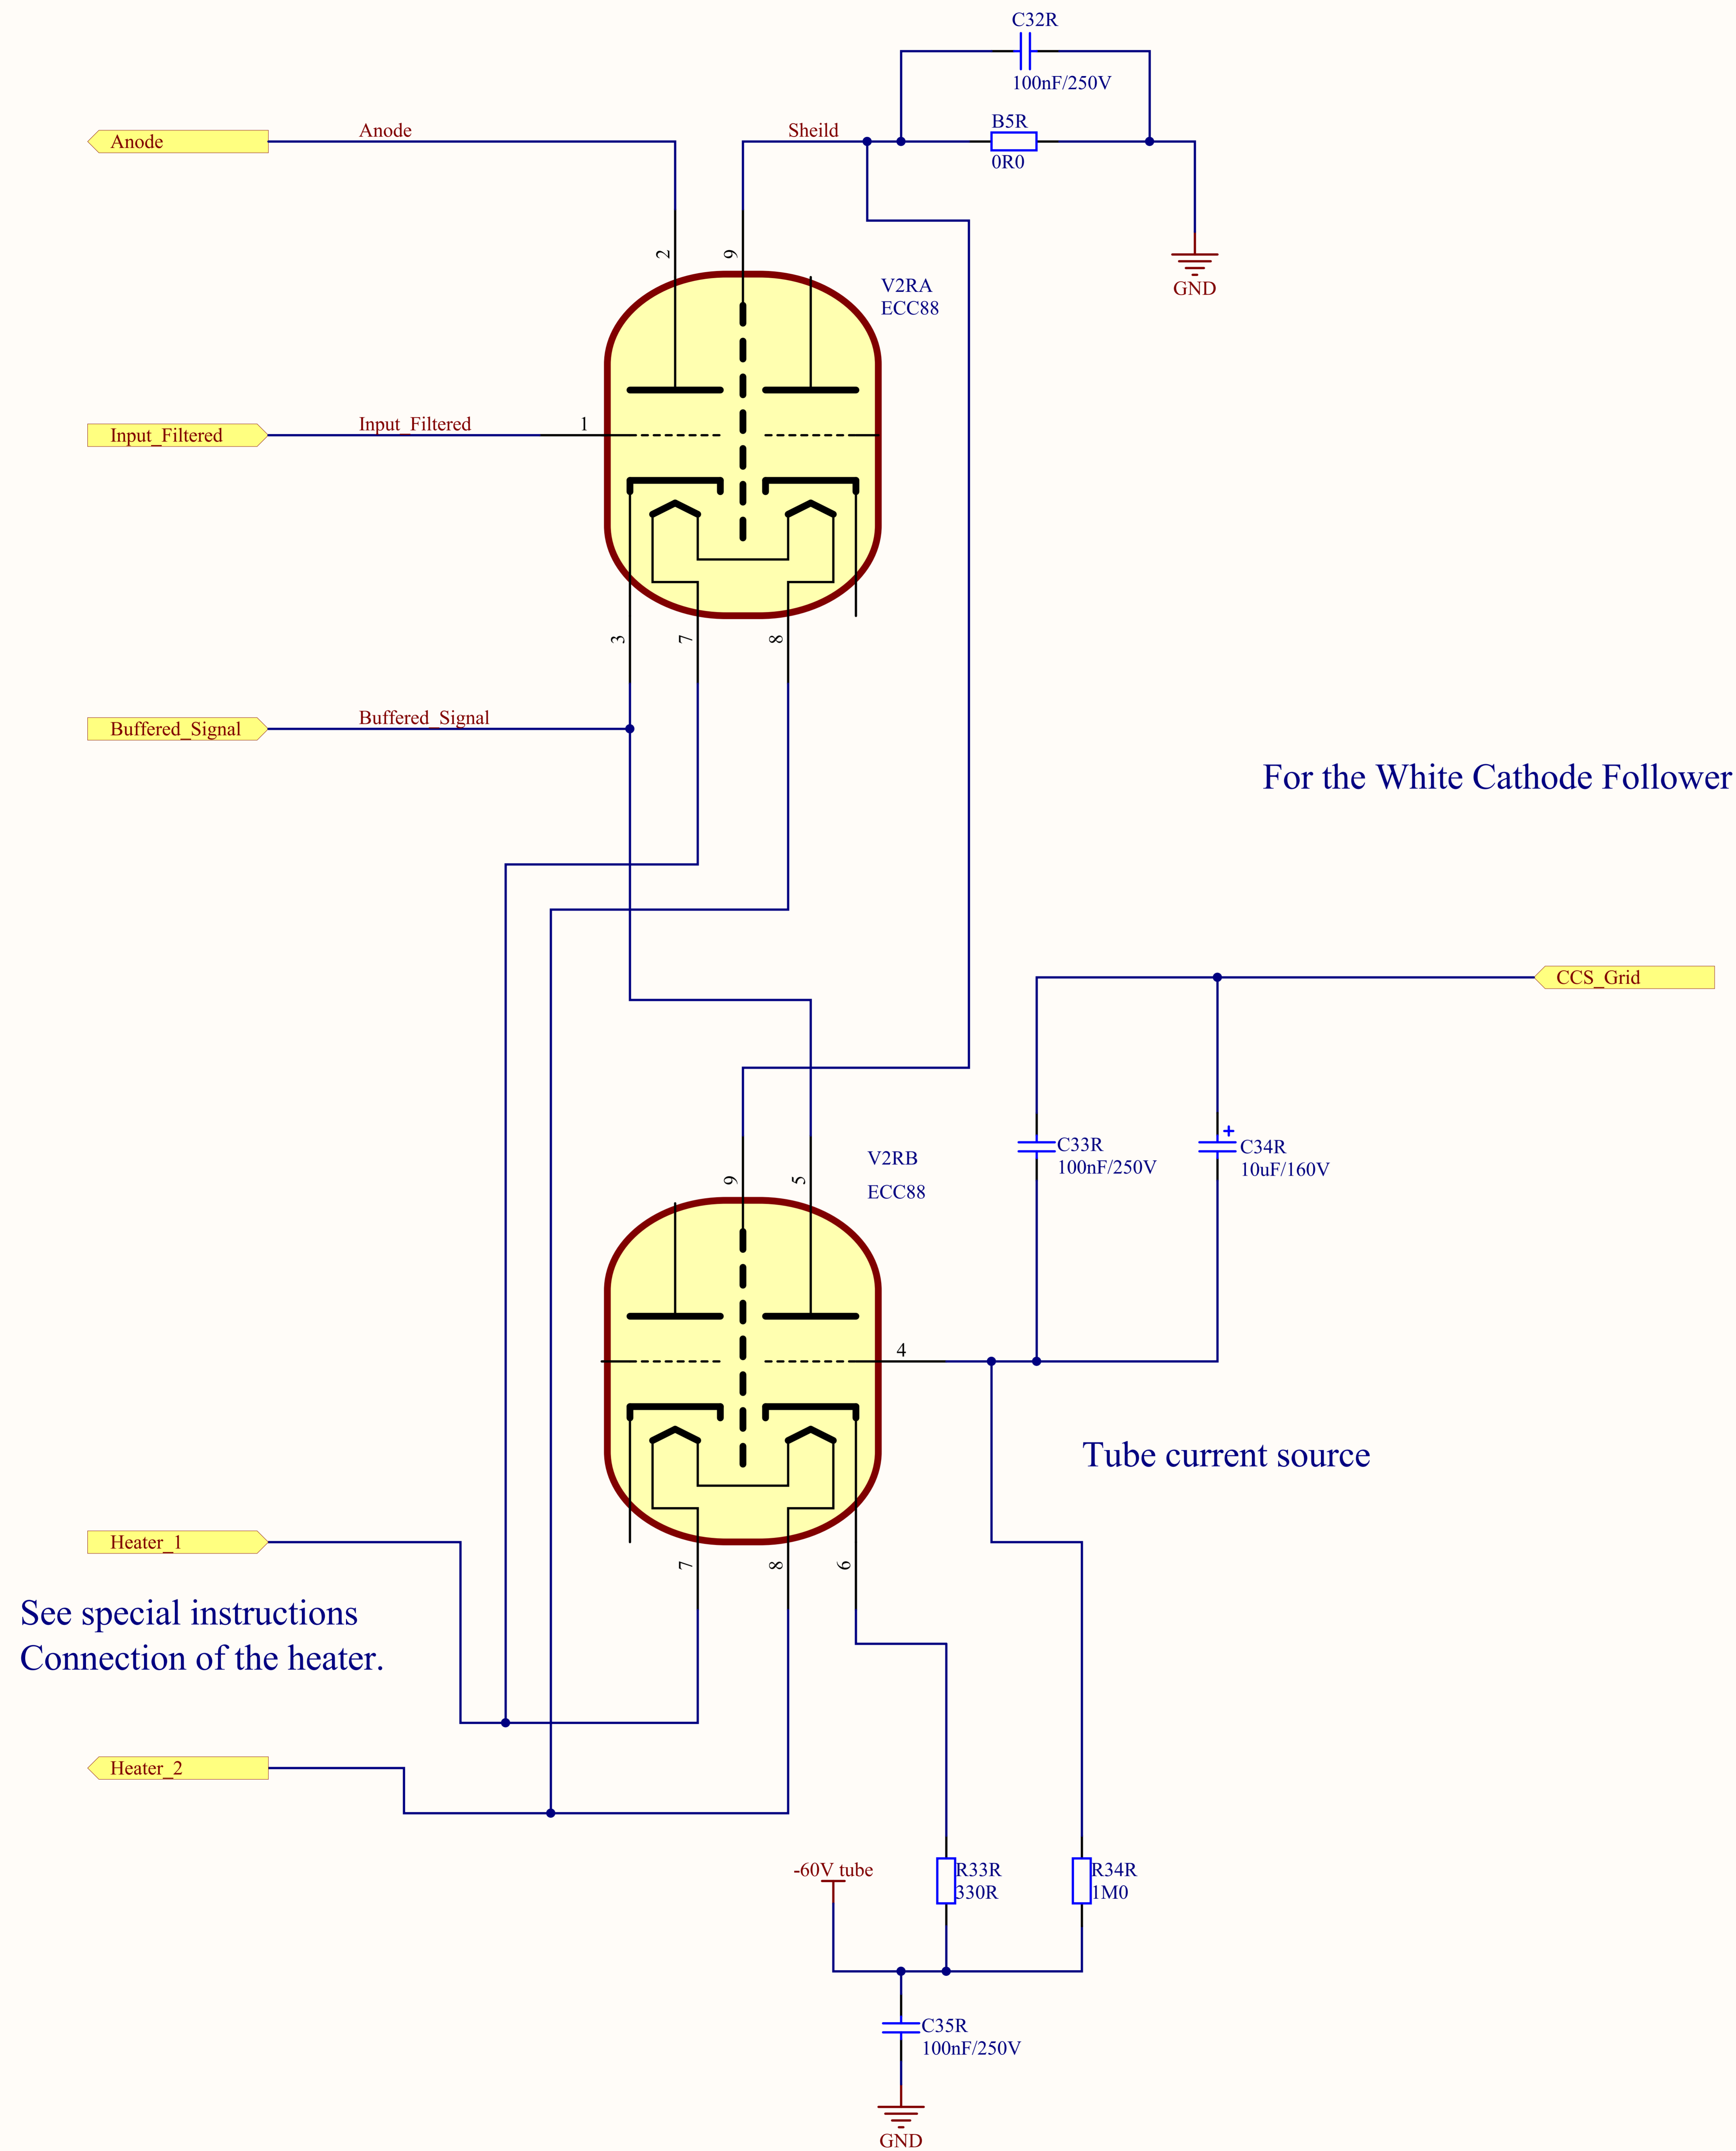 C32R
100nF/250V
Anode
Anode
Sheild
B5R
0R0
2
9
GND
V2RA
ECC88
Input_Filtered
Input_Filtered
1
3
7
8
Buffered_Signal
Buffered_Signal
For the White Cathode Follower
CCS_Grid
C33R
100nF/250V
+
C34R
10uF/160V
9
5
V2RB
ECC88
4
Tube current source
Heater_1
7
8
6
See special instructions
Connection of the heater.
Heater_2
-60V tube
R33R
330R
R34R
1M0
C35R
100nF/250V
GND